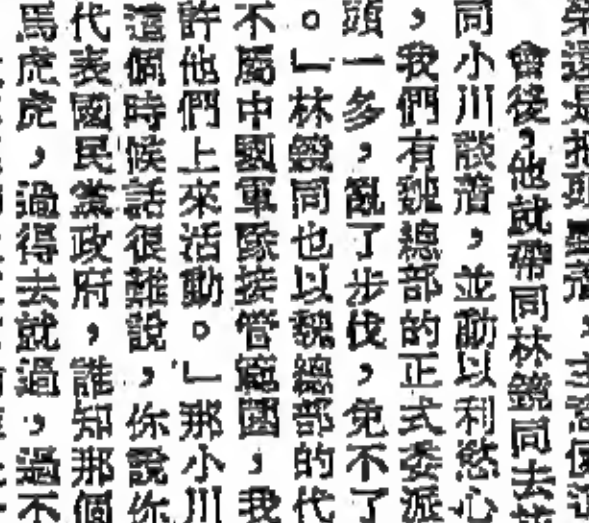 會後,他就帶同林鏡同去
同小川談着,並動以利慾心
,我們有魏總部的正式委派
頭一多,亂了步伐,免不了
。」林鏡同也以魏總部的代
不屬中國軍隊接管範圍,我
許他們上來活動。」那小川
這個時候話很難說,你說你
代表國民黨政府,誰知那個
馬虎虎,過得去就過,過不